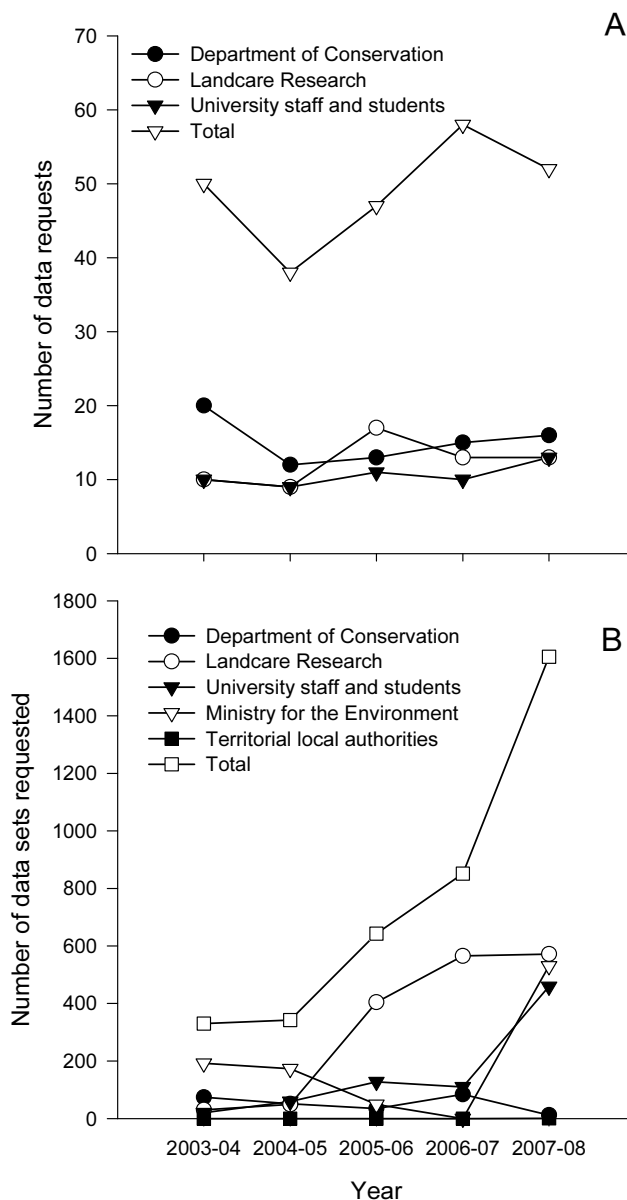 A
70
Department of Conservation
Landcare Research
60
University staff and students
Total
50
40
30
20
10
0
Number of data requests
1800
Department of Conservation
B
1600
Landcare Research
University staff and students
1400
Ministry for the Environment
Territorial local authorities
1200
Total
1000
800
600
400
200
0
Number of data sets requested
2003-04 2004-05 2005-06 2006-07 2007-08
Year